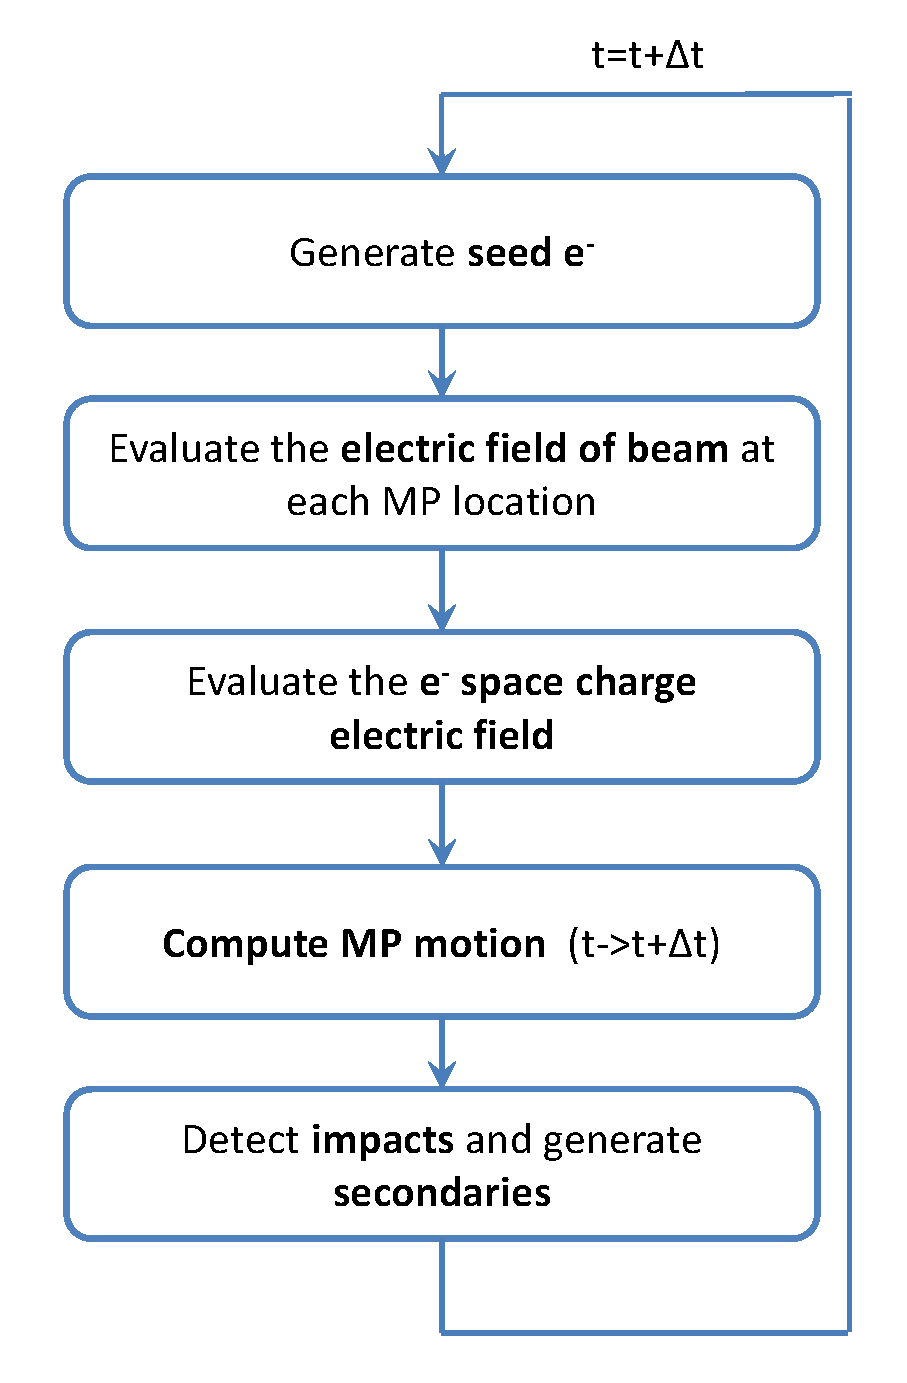 t=t+Δt
Generate seed e⁻
Evaluate the electric field of beam at
each MP location
Evaluate the e⁻ space charge
electric field
Compute MP motion (t->t+Δt)
Detect impacts and generate
secondaries